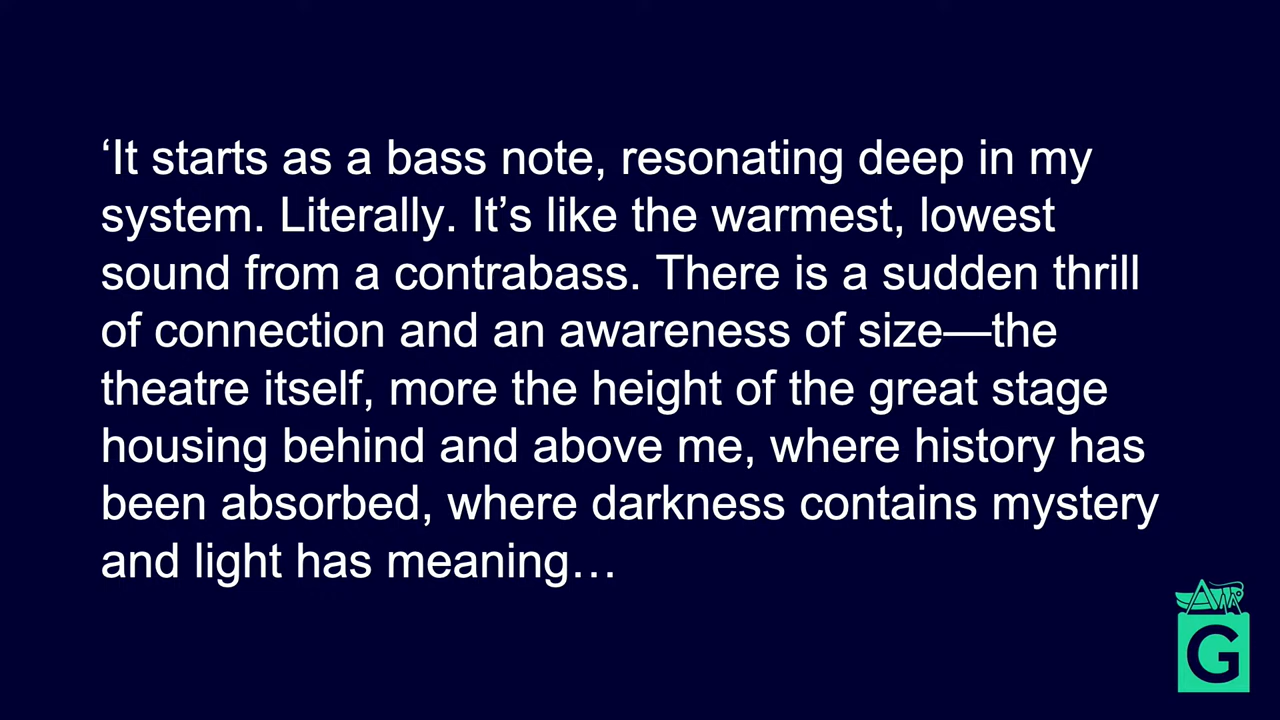 ‘It starts as a bass note, resonating deep in my
system. Literally. It’s like the warmest, lowest
sound from a contrabass. There is a sudden thrill
of connection and an awareness of size—the
theatre itself, more the height of the great stage
housing behind and above me, where history has
been absorbed, where darkness contains mystery
and light has meaning…
G